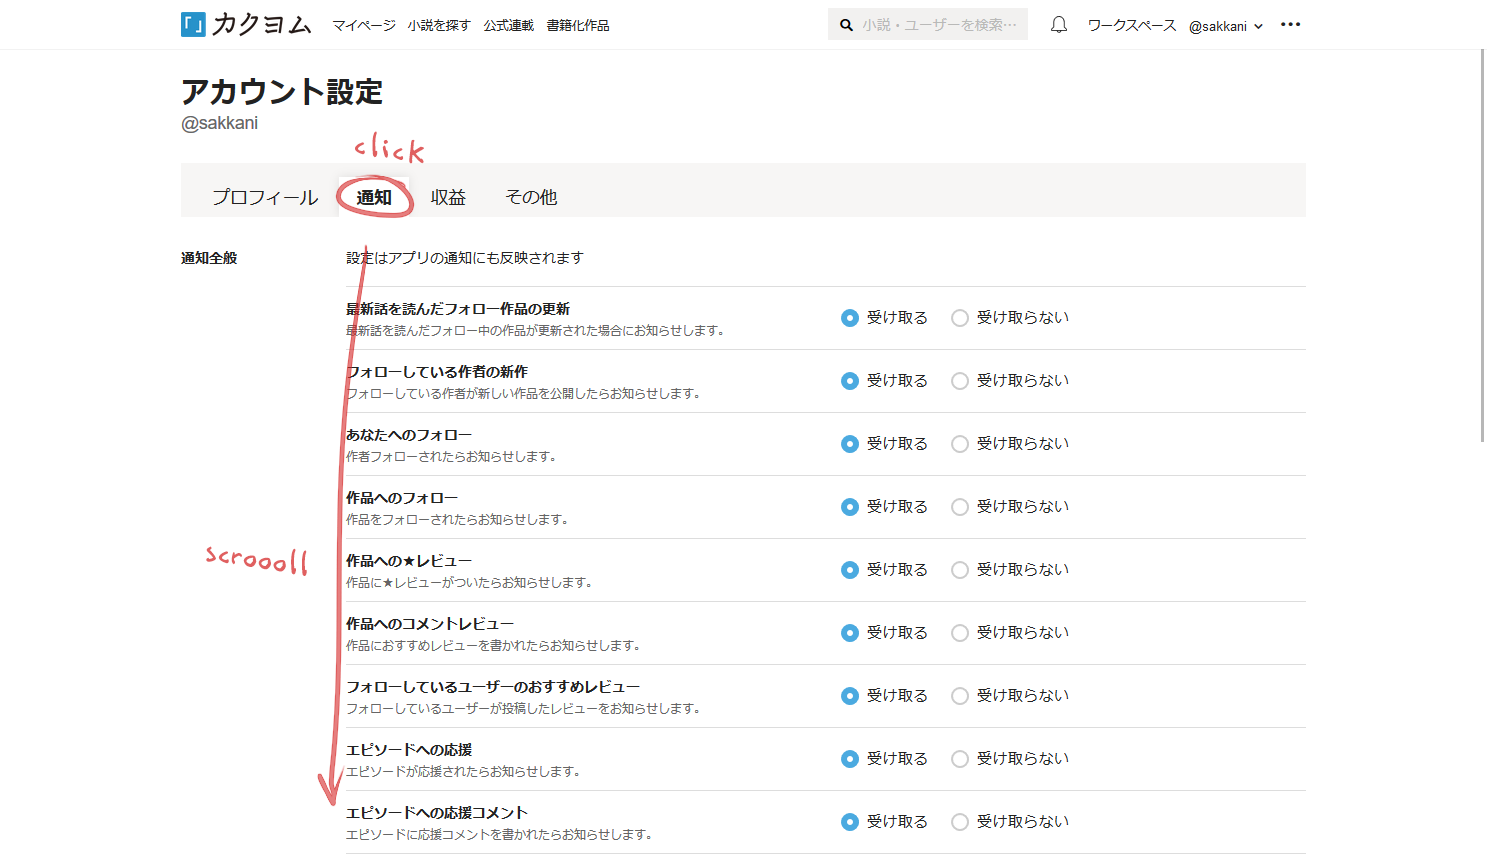 「」カクヨム マイページ 小説を探す 公式連載 書籍化作品 小説・ユーザーを検索… ワークスペース @sakkani
アカウント設定
@sakkani
click
プロフィール 通知 収益 その他
通知全般 設定はアプリの通知にも反映されます
最新話を読んだフォロー作品の更新
最新話を読んだフォロー中の作品が更新された場合にお知らせします。
受け取る 受け取らない
フォローしている作者の新作
フォローしている作者が新しい作品を公開したらお知らせします。
受け取る 受け取らない
あなたへのフォロー
作者フォローされたらお知らせします。
受け取る 受け取らない
作品へのフォロー
作品をフォローされたらお知らせします。
受け取る 受け取らない
scroooll
作品への★レビュー
作品に★レビューがついたらお知らせします。
受け取る 受け取らない
作品へのコメントレビュー
作品におすすめレビューを書かれたらお知らせします。
受け取る 受け取らない
フォローしているユーザーのおすすめレビュー
フォローしているユーザーが投稿したレビューをお知らせします。
受け取る 受け取らない
エピソードへの応援
エピソードが応援されたらお知らせします。
受け取る 受け取らない
エピソードへの応援コメント
エピソードに応援コメントを書かれたらお知らせします。
受け取る 受け取らない